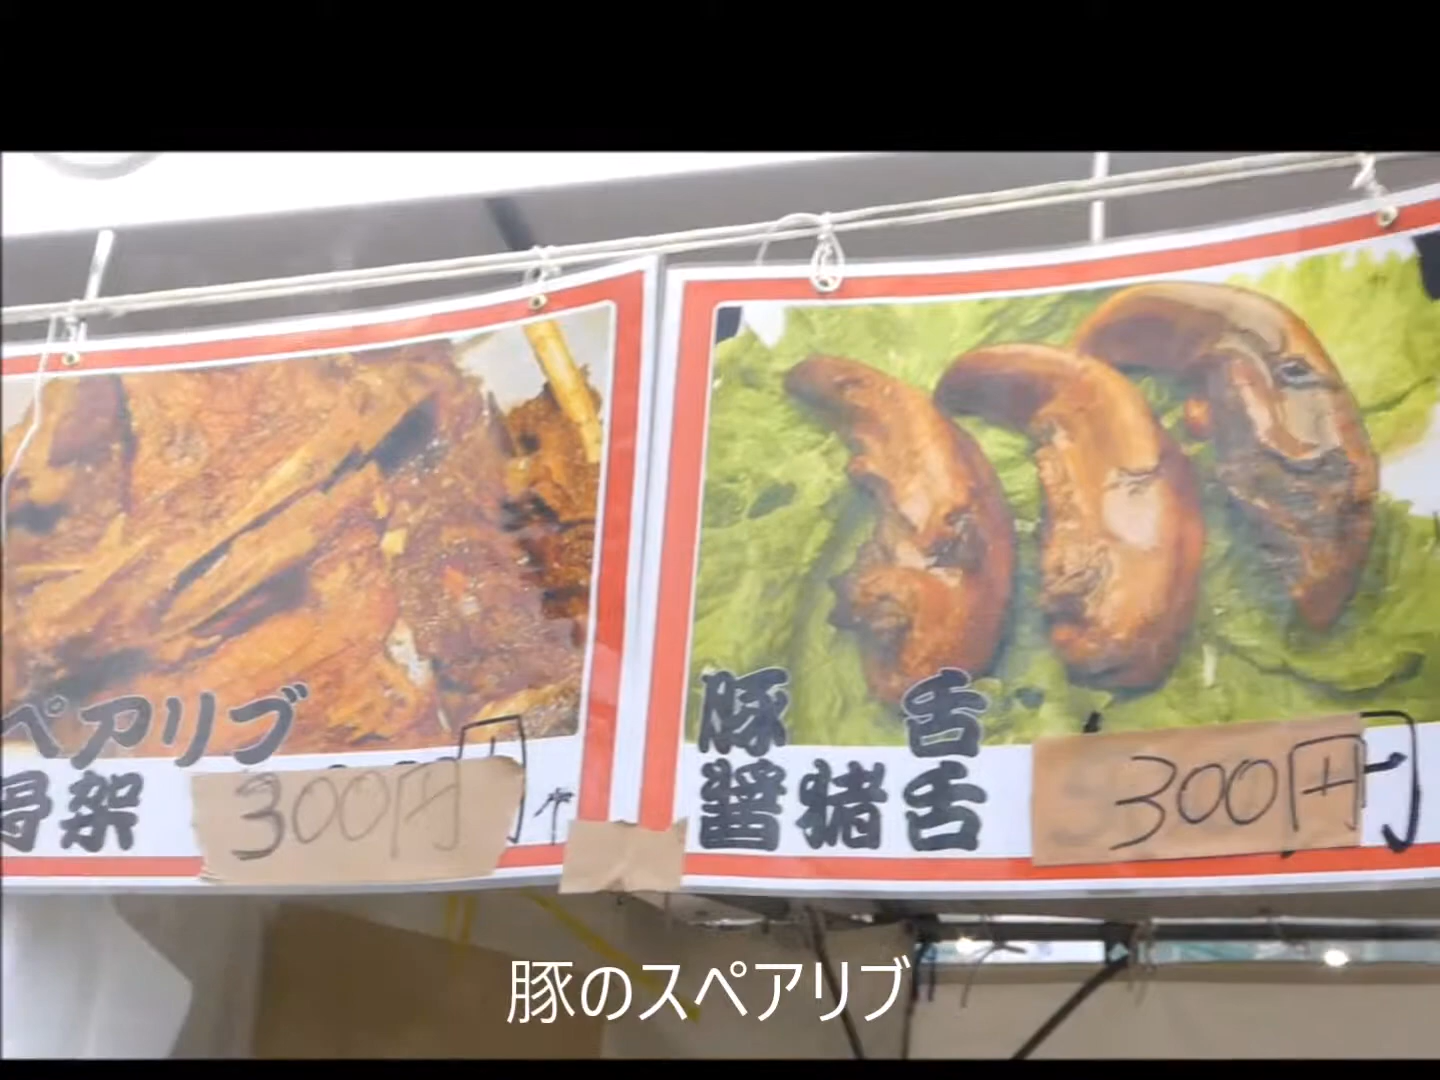 ペアリブ
骨架
300円
豚 舌
醤猪舌
300円
豚のスペアリブ